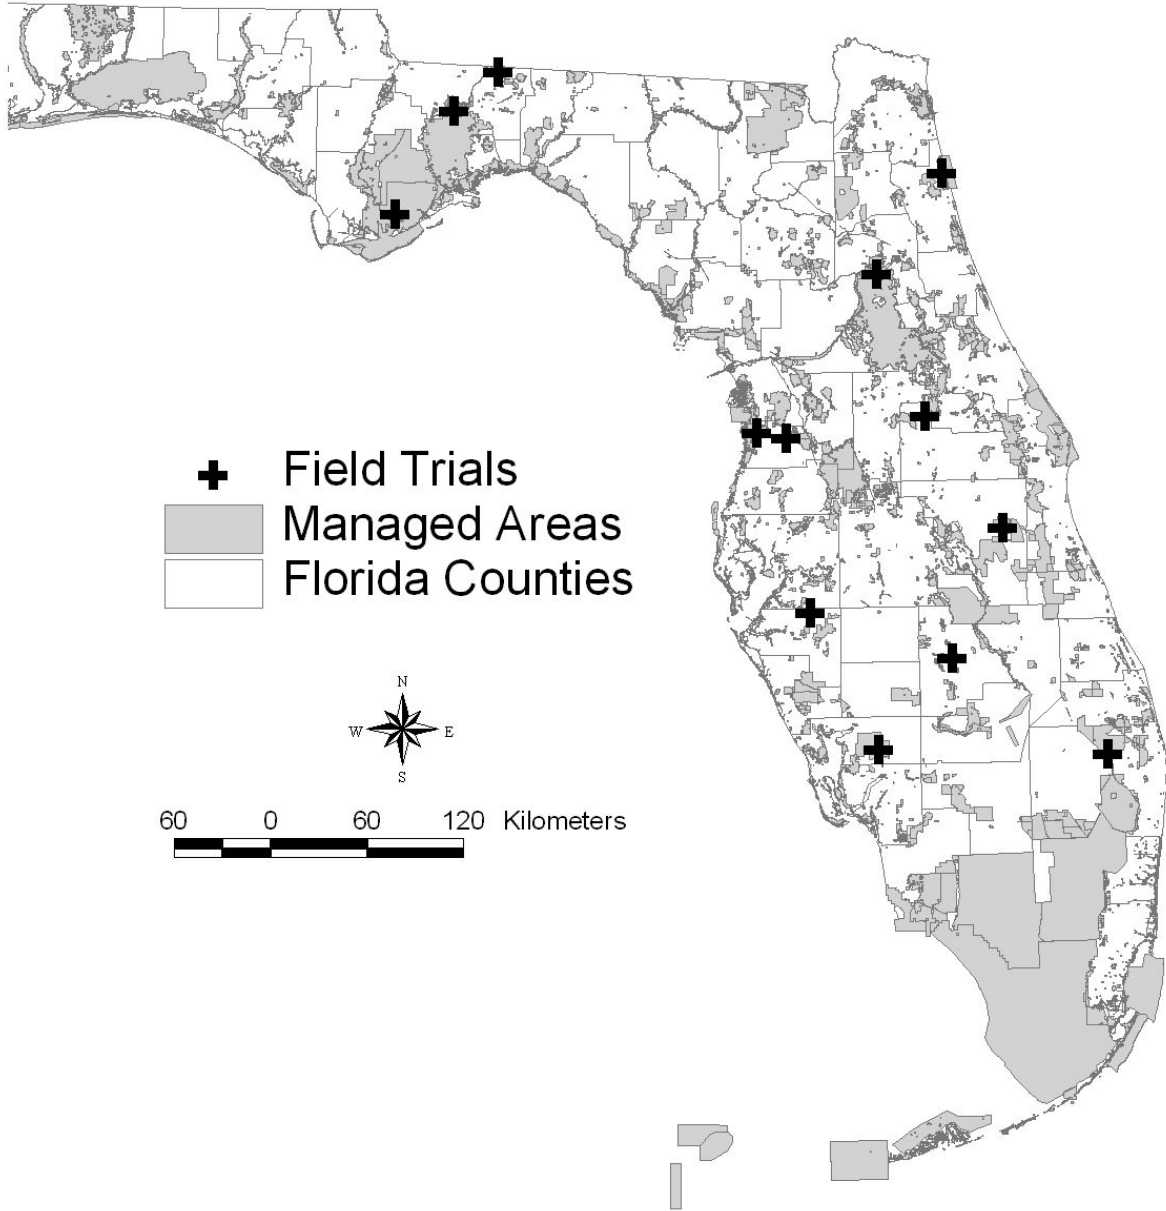 Field Trials
Managed Areas
Florida Counties
N
W E
S
60 0 60 120 Kilometers